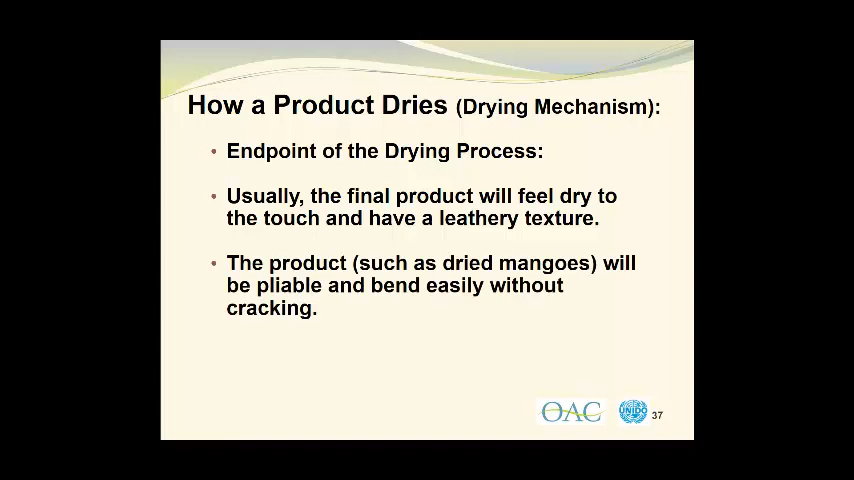 How a Product Dries (Drying Mechanism):
• Endpoint of the Drying Process:
• Usually, the final product will feel dry to
the touch and have a leathery texture.
• The product (such as dried mangoes) will
be pliable and bend easily without
cracking.
OAC UNIDO 37